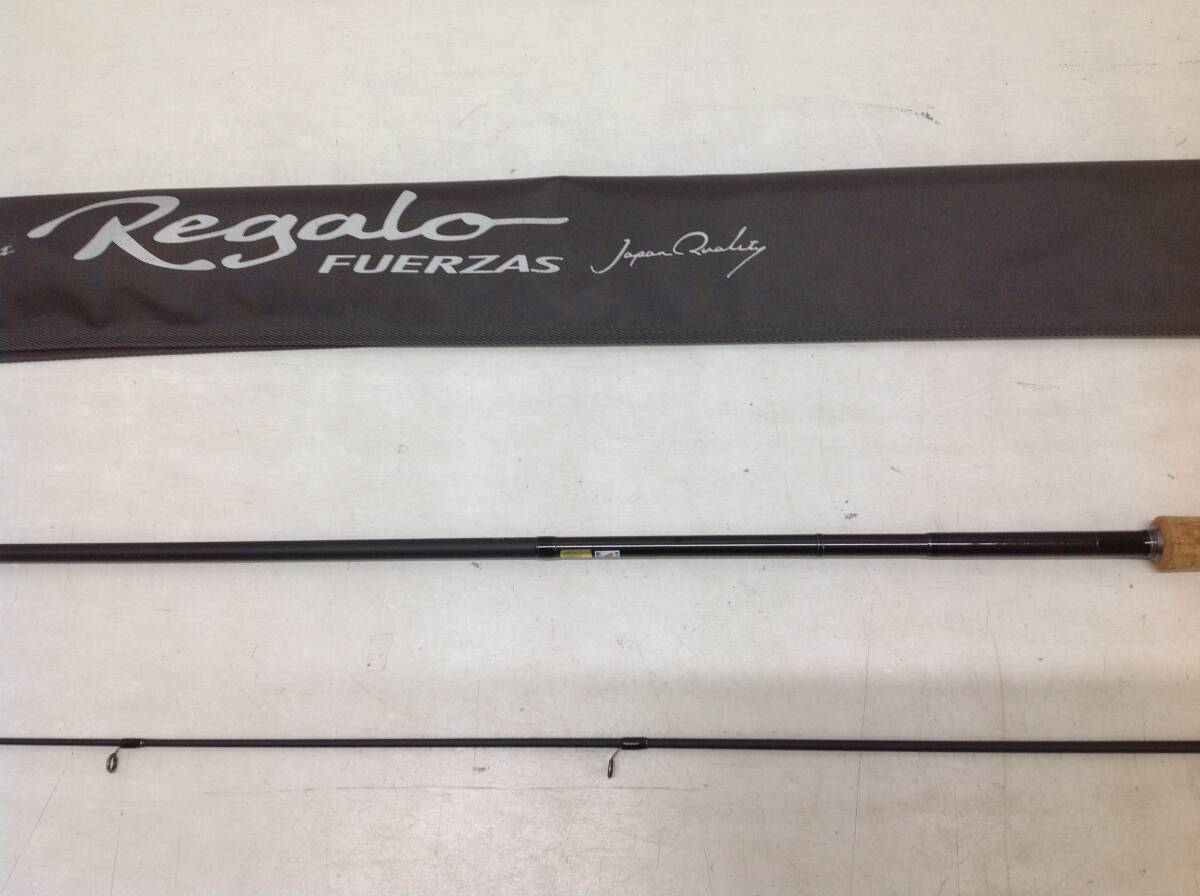 Regalo
FUERZAS
Japan Quality